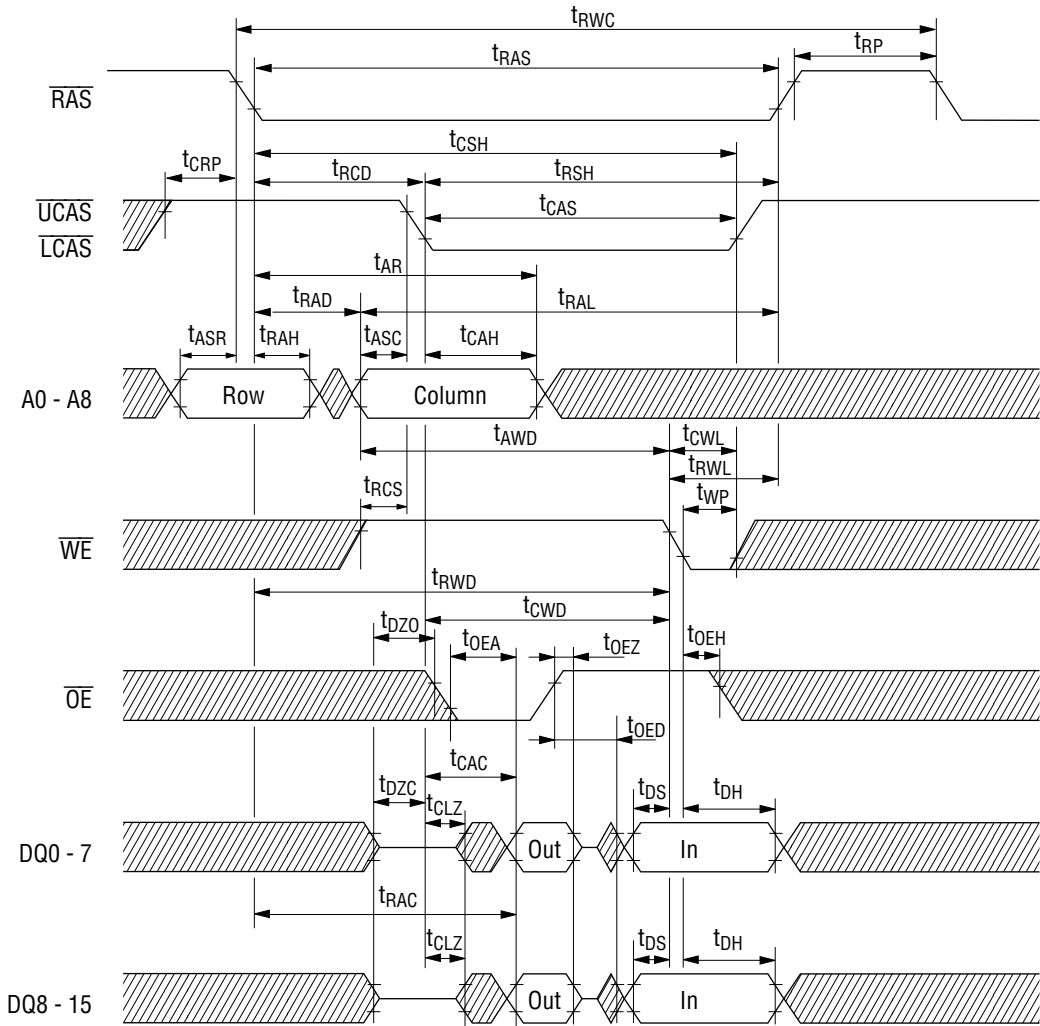 tRWC
tRP
tRAS
RAS
tCSH
tCRP
tRCD
tRSH
UCAS
tCAS
LCAS
tAR
tRAD
tRAL
tASR
tRAH
tASC
tCAH
A0 - A8
Row
Column
tAWD
tCWL
tRWL
tRCS
tWP
WE
tRWD
tCWD
tDZO
tOEA
tOEZ
tOEH
OE
tOED
tCAC
tDZC
tCLZ
tDS
tDH
DQ0 - 7
Out
In
tRAC
tCLZ
tDS
tDH
DQ8 - 15
Out
In